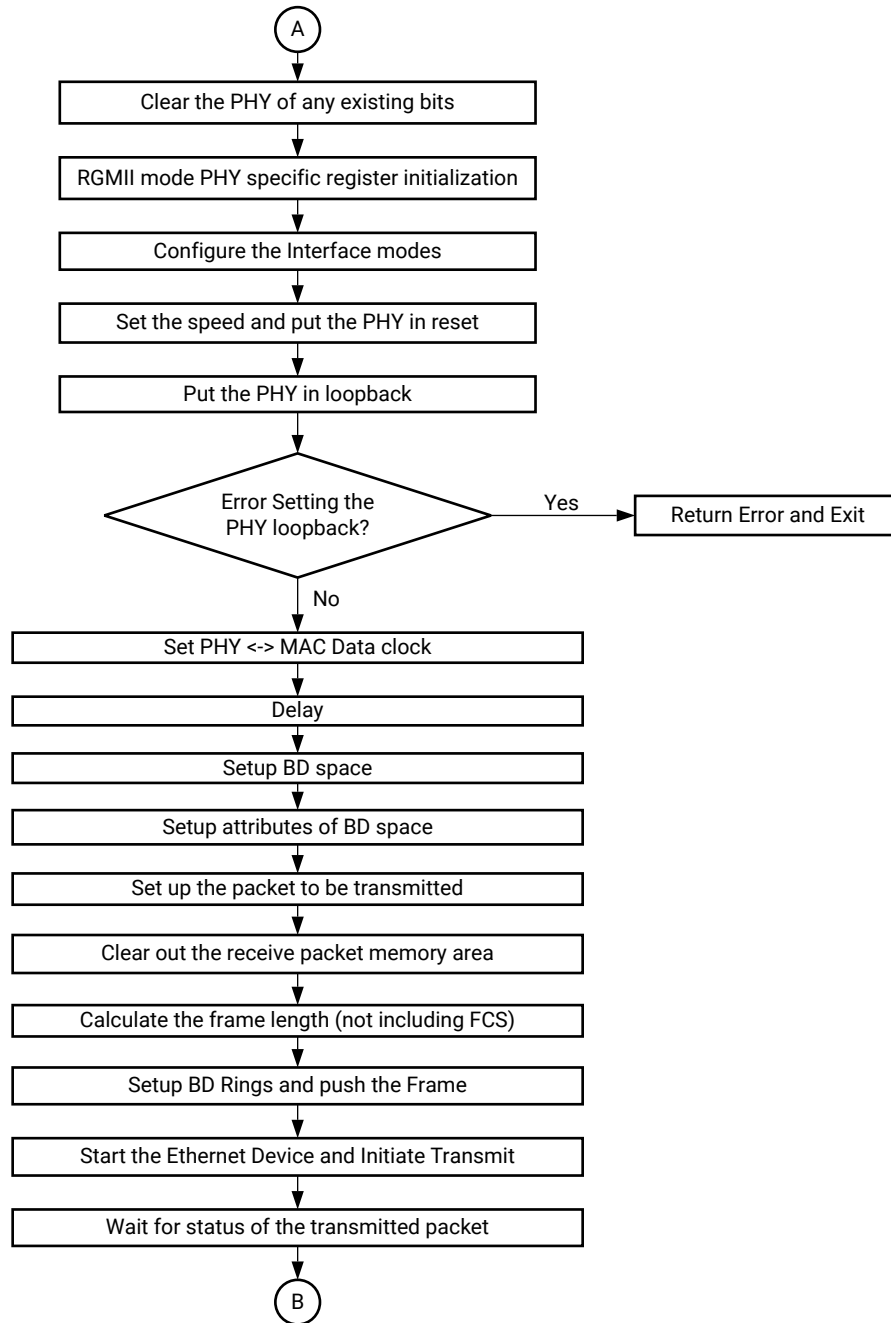 A
Clear the PHY of any existing bits
RGMII mode PHY specific register initialization
Configure the Interface modes
Set the speed and put the PHY in reset
Put the PHY in loopback
Error Setting the
PHY loopback?
Yes
Return Error and Exit
No
Set PHY <-> MAC Data clock
Delay
Setup BD space
Setup attributes of BD space
Set up the packet to be transmitted
Clear out the receive packet memory area
Calculate the frame length (not including FCS)
Setup BD Rings and push the Frame
Start the Ethernet Device and Initiate Transmit
Wait for status of the transmitted packet
B